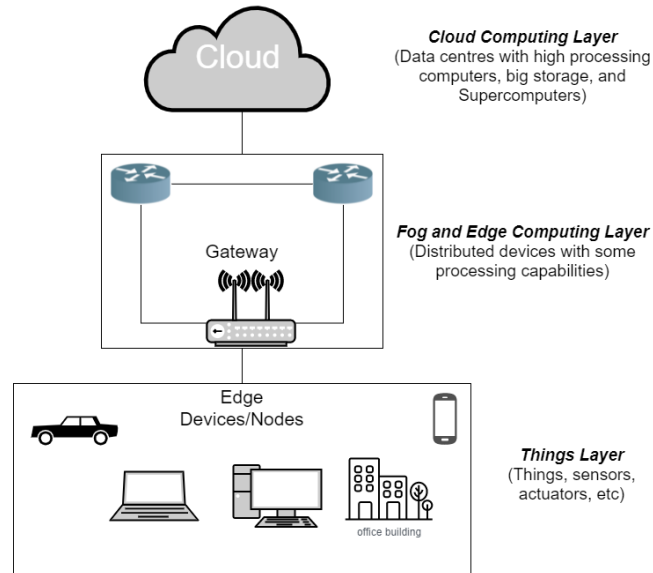 Cloud
Cloud Computing Layer
(Data centres with high processing
computers, big storage, and
Supercomputers)
Gateway
Fog and Edge Computing Layer
(Distributed devices with some
processing capabilities)
Edge
Devices/Nodes
office building
Things Layer
(Things, sensors,
actuators, etc)